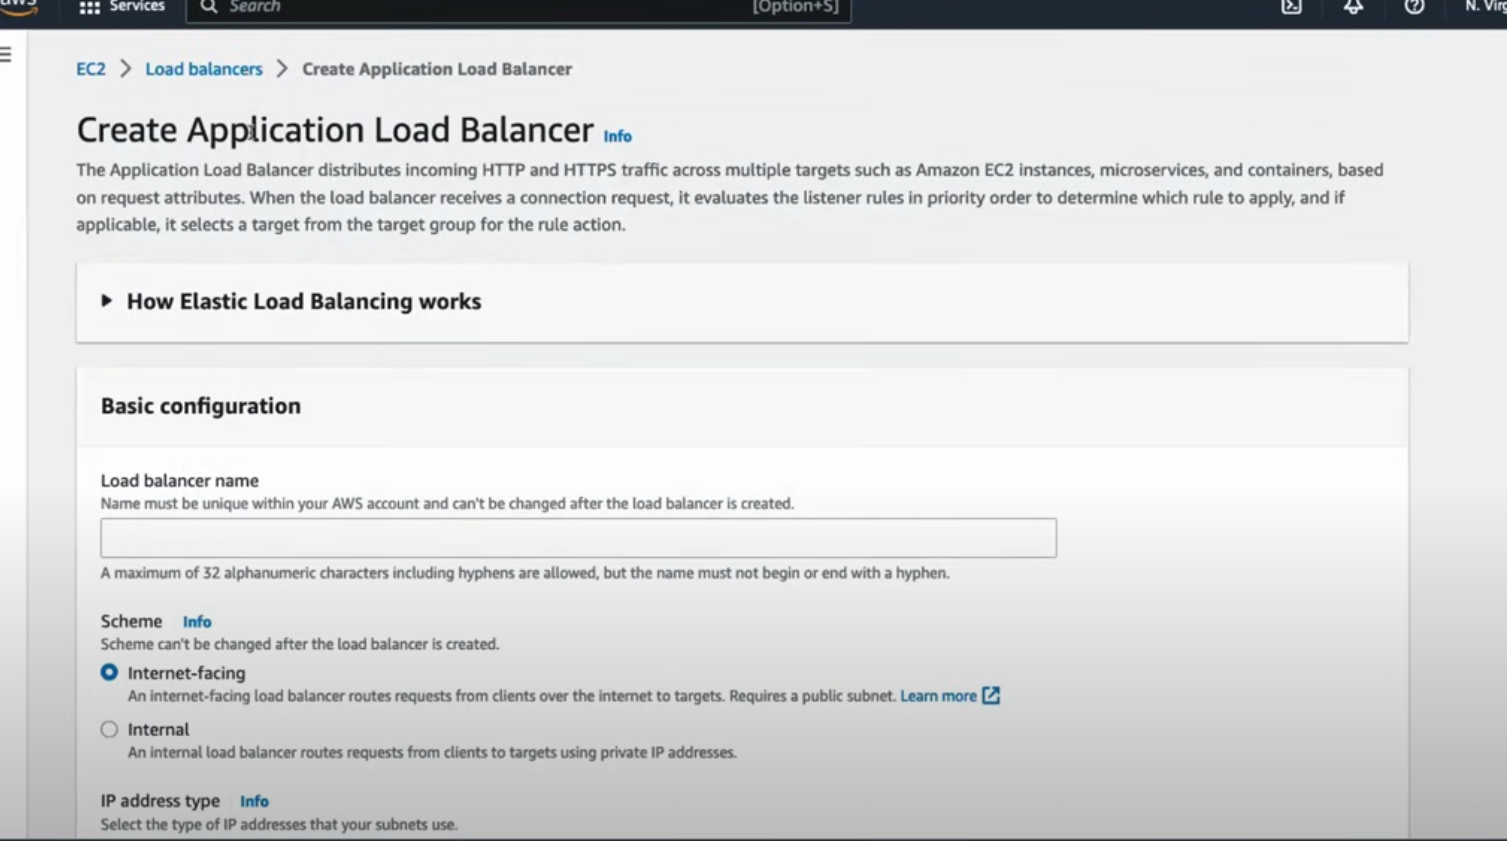 aws Services Search [Option+S] N. Virg
EC2 > Load balancers > Create Application Load Balancer
Create Application Load Balancer Info
The Application Load Balancer distributes incoming HTTP and HTTPS traffic across multiple targets such as Amazon EC2 instances, microservices, and containers, based
on request attributes. When the load balancer receives a connection request, it evaluates the listener rules in priority order to determine which rule to apply, and if
applicable, it selects a target from the target group for the rule action.
How Elastic Load Balancing works
Basic configuration
Load balancer name
Name must be unique within your AWS account and can't be changed after the load balancer is created.
A maximum of 32 alphanumeric characters including hyphens are allowed, but the name must not begin or end with a hyphen.
Scheme Info
Scheme can't be changed after the load balancer is created.
Internet-facing
An internet-facing load balancer routes requests from clients over the internet to targets. Requires a public subnet. Learn more
Internal
An internal load balancer routes requests from clients to targets using private IP addresses.
IP address type Info
Select the type of IP addresses that your subnets use.